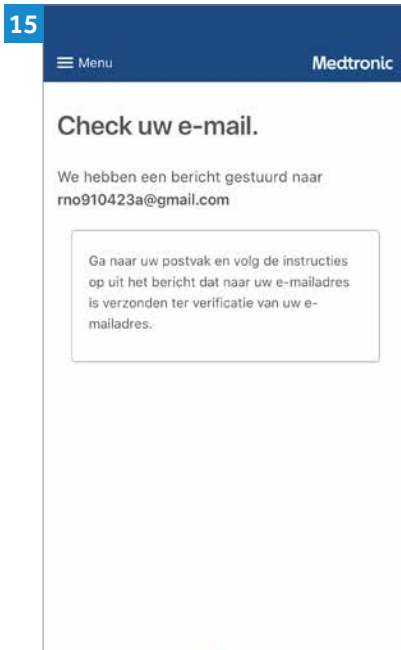 15
Menu Medtronic
Check uw e-mail.
We hebben een bericht gestuurd naar
rno910423a@gmail.com
Ga naar uw postvak en volg de instructies
op uit het bericht dat naar uw e-mailadres
is verzonden ter verificatie van uw e-
mailadres.